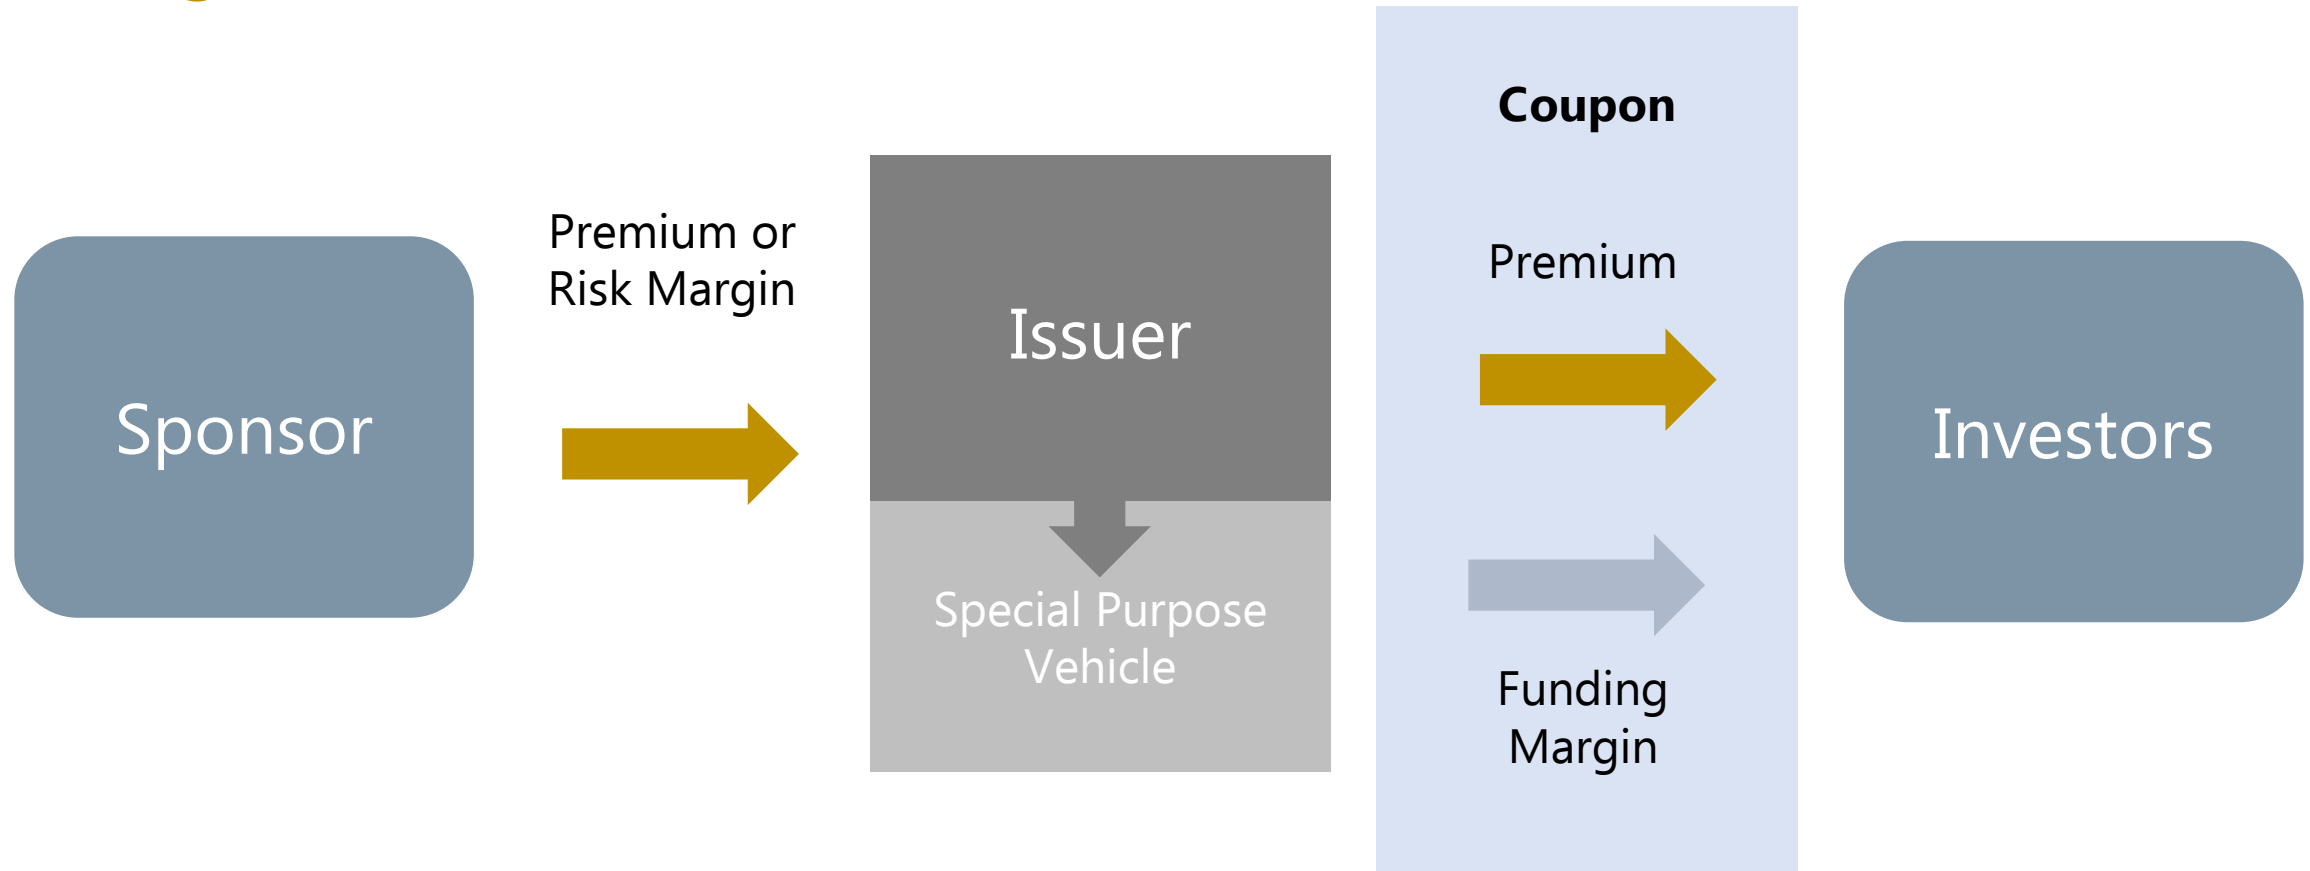 Sponsor
Premium or
Risk Margin
Issuer
Special Purpose
Vehicle
Coupon
Premium
Funding
Margin
Investors